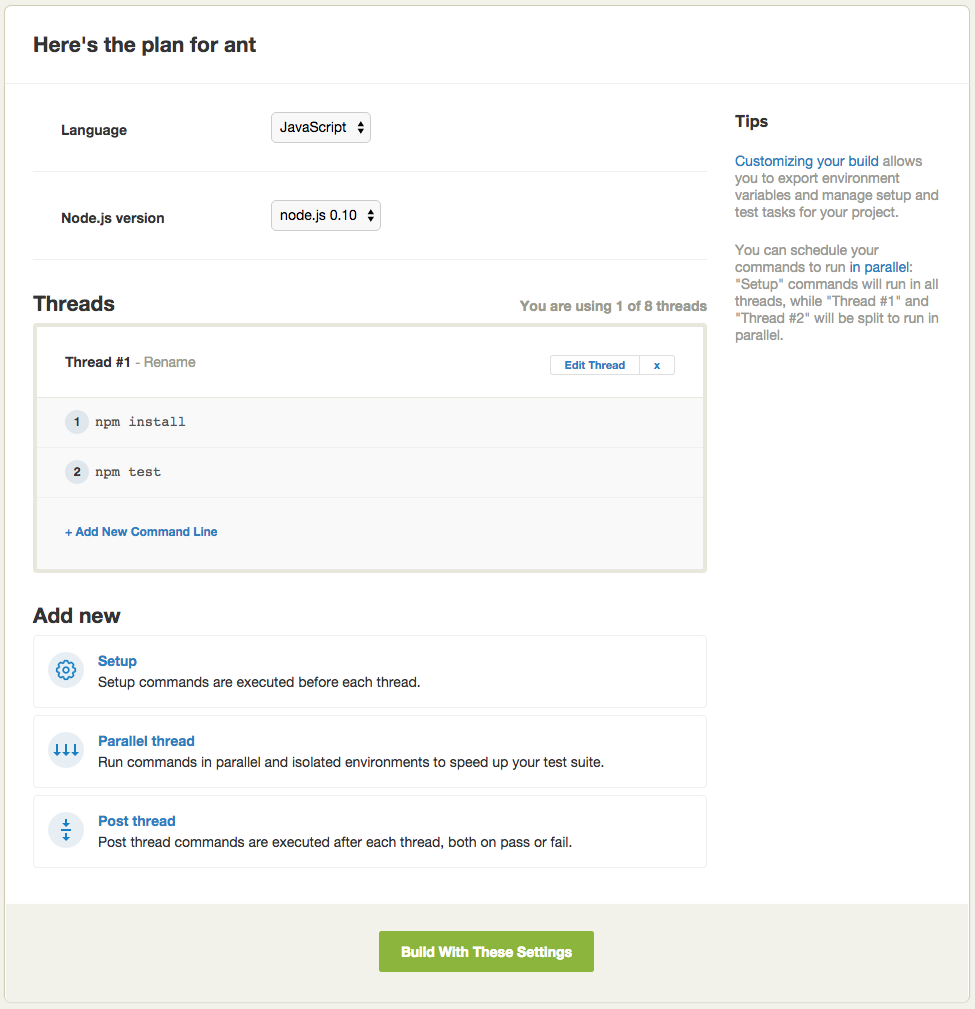 Here's the plan for ant
Language
JavaScript
Node.js version
node.js 0.10
Threads
You are using 1 of 8 threads
Thread #1 - Rename
Edit Thread
x
1 npm install
2 npm test
+ Add New Command Line
Add new
Setup
Setup commands are executed before each thread.
Parallel thread
Run commands in parallel and isolated environments to speed up your test suite.
Post thread
Post thread commands are executed after each thread, both on pass or fail.
Build With These Settings
Tips
Customizing your build allows
you to export environment
variables and manage setup and
test tasks for your project.
You can schedule your
commands to run in parallel:
"Setup" commands will run in all
threads, while "Thread #1" and
"Thread #2" will be split to run in
parallel.